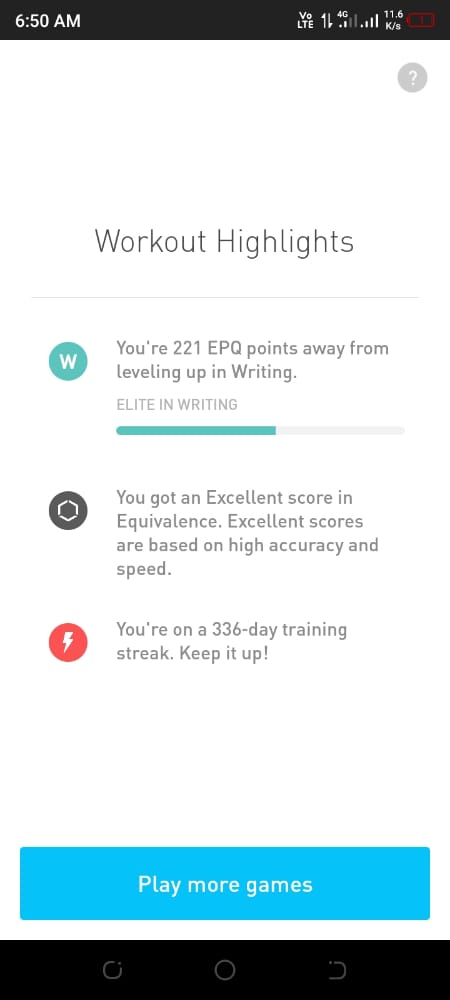 6:50 AM
Vo
LTE
4G
11.6
K/s
?
Workout Highlights
W
You're 221 EPQ points away from
leveling up in Writing.
ELITE IN WRITING
You got an Excellent score in
Equivalence. Excellent scores
are based on high accuracy and
speed.
You're on a 336-day training
streak. Keep it up!
Play more games